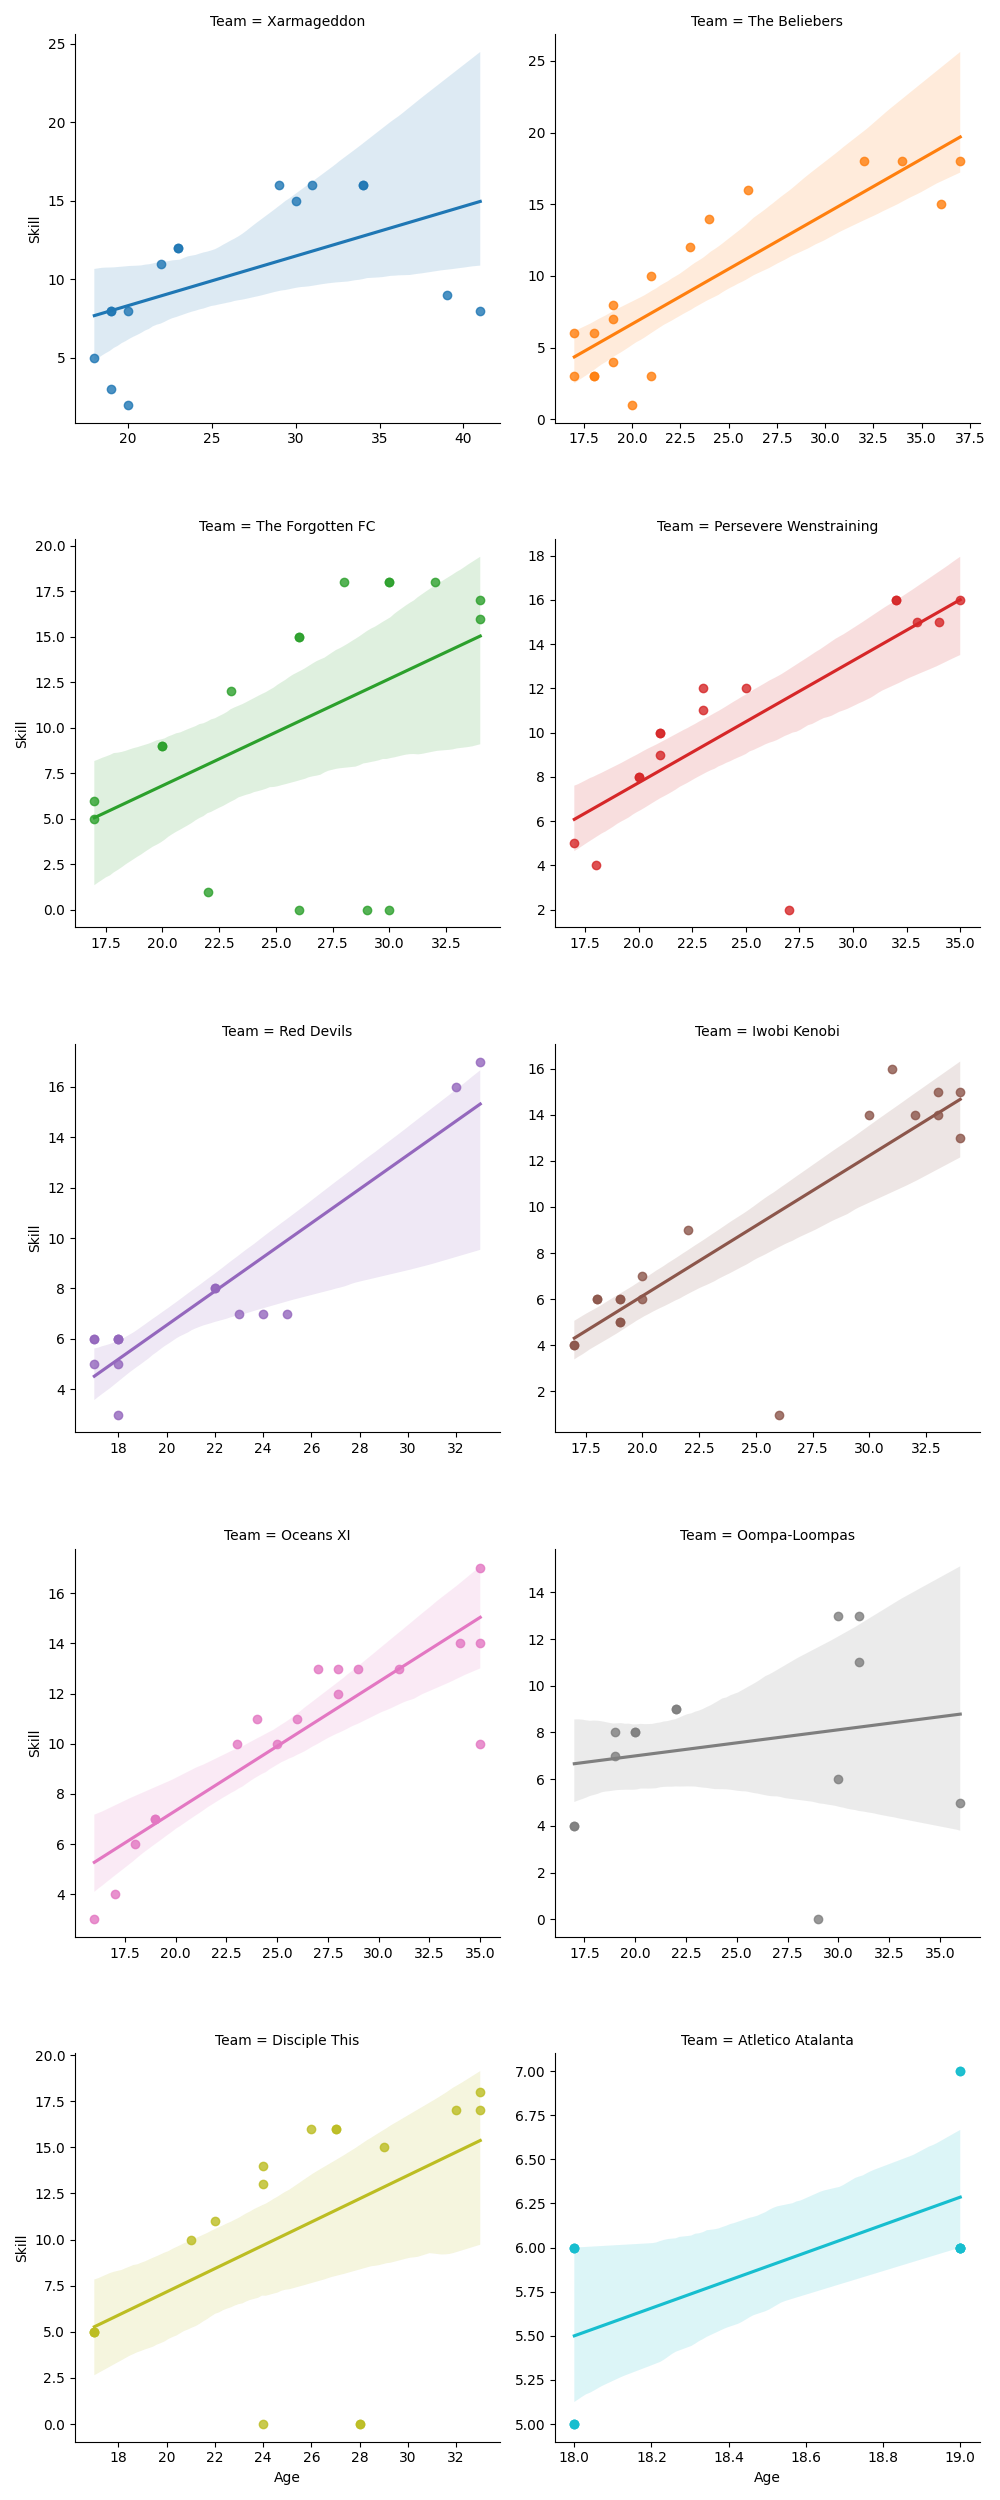 Team = Xarmageddon
25
20
15
10
5
Skill
20 25 30 35 40
Team = The Beliebers
25
20
15
10
5
0
17.5 20.0 22.5 25.0 27.5 30.0 32.5 35.0 37.5
Team = The Forgotten FC
20.0
17.5
15.0
12.5
10.0
7.5
5.0
2.5
0.0
Skill
17.5 20.0 22.5 25.0 27.5 30.0 32.5
Team = Persevere Wenstraining
18
16
14
12
10
8
6
4
2
17.5 20.0 22.5 25.0 27.5 30.0 32.5 35.0
Team = Red Devils
16
14
12
10
8
6
4
Skill
18 20 22 24 26 28 30 32
Team = Iwobi Kenobi
16
14
12
10
8
6
4
2
17.5 20.0 22.5 25.0 27.5 30.0 32.5
Team = Oceans XI
16
14
12
10
8
6
4
Skill
17.5 20.0 22.5 25.0 27.5 30.0 32.5 35.0
Team = Oompa-Loompas
14
12
10
8
6
4
2
0
17.5 20.0 22.5 25.0 27.5 30.0 32.5 35.0
Team = Disciple This
20.0
17.5
15.0
12.5
10.0
7.5
5.0
2.5
0.0
Skill
18 20 22 24 26 28 30 32
Age
Team = Atletico Atalanta
7.00
6.75
6.50
6.25
6.00
5.75
5.50
5.25
5.00
18.0 18.2 18.4 18.6 18.8 19.0
Age